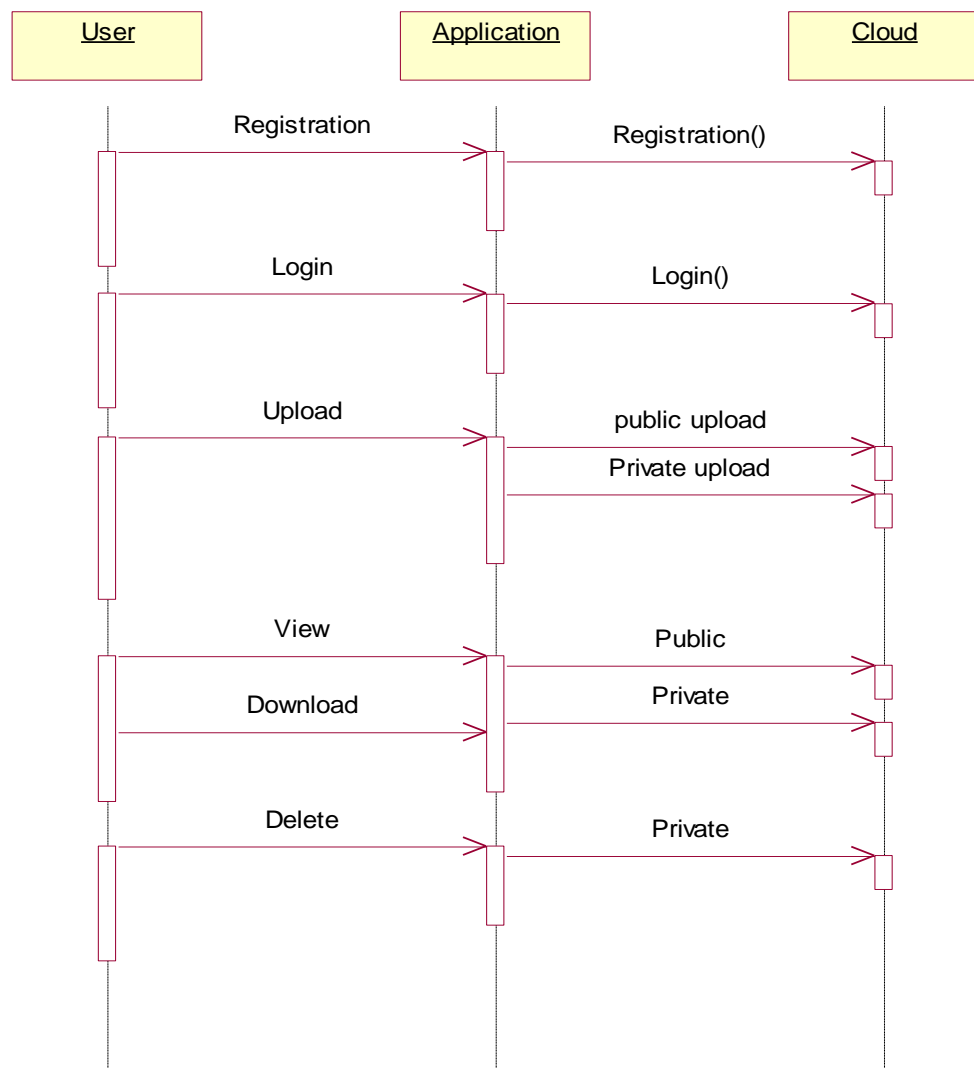 User
Application
Cloud
Registration
Registration()
Login
Login()
Upload
public upload
Private upload
View
Public
Download
Private
Delete
Private